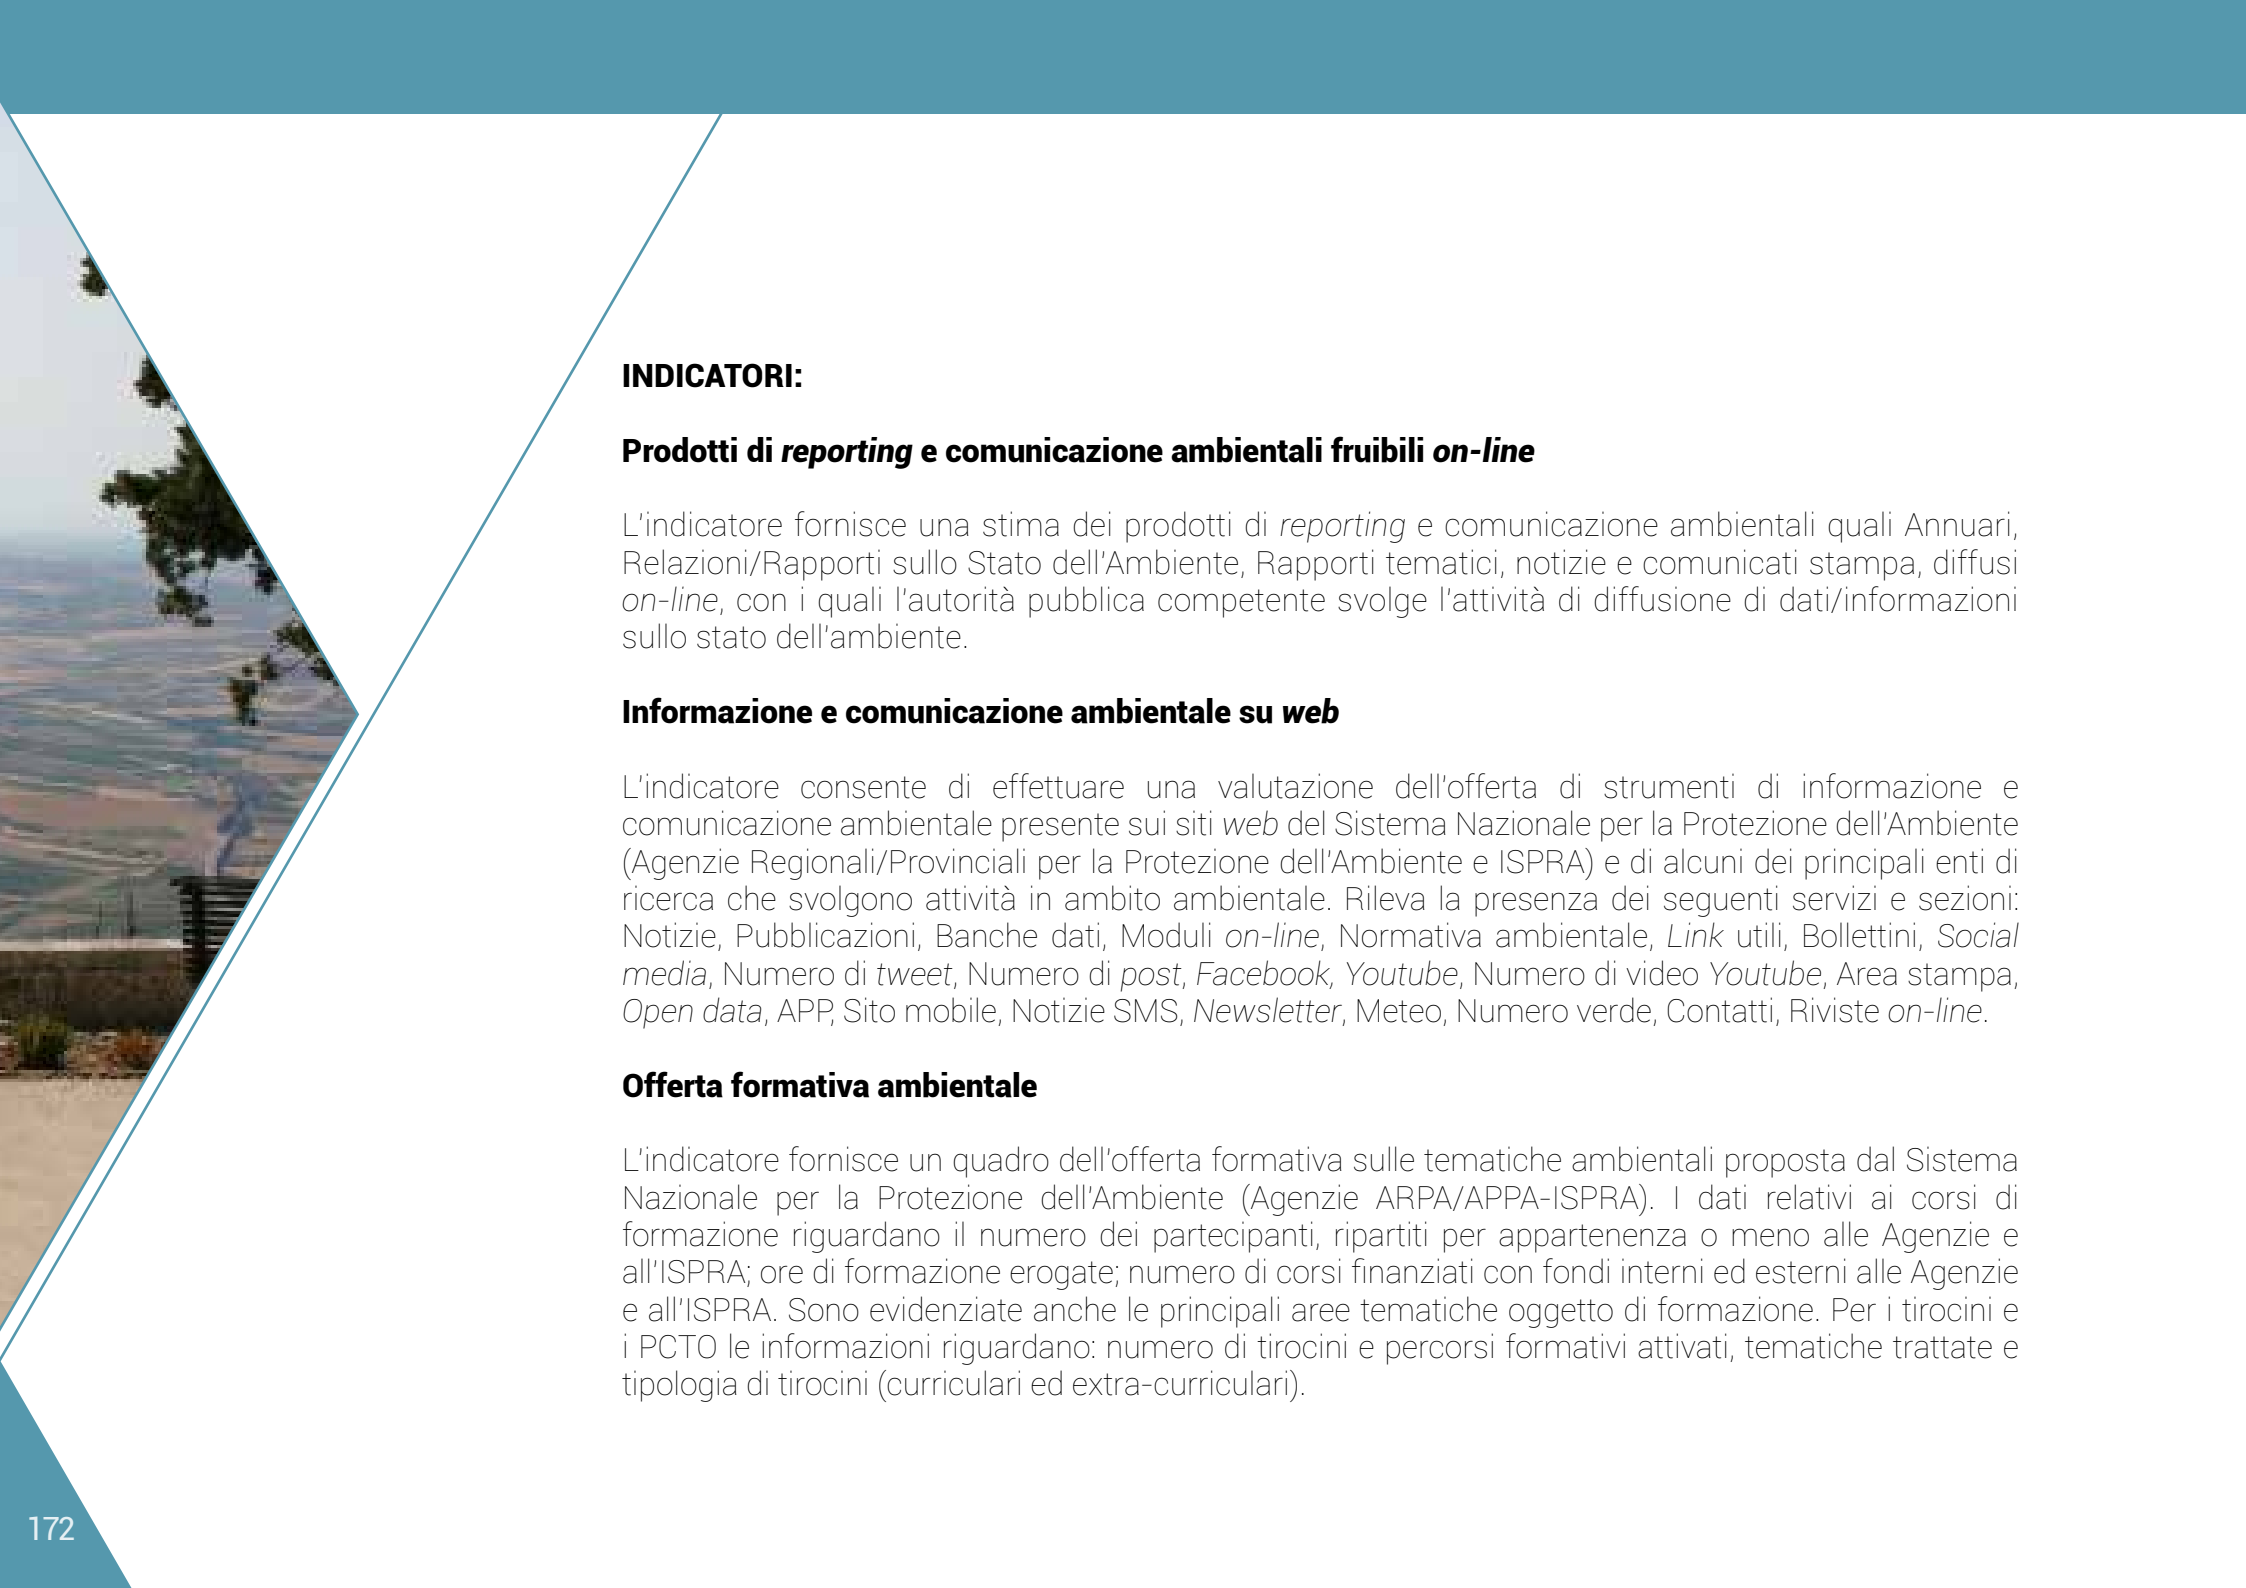 INDICATORI:
Prodotti di reporting e comunicazione ambientali fruibili on-line
L'indicatore fornisce una stima dei prodotti di reporting e comunicazione ambientali quali Annuari,
Relazioni/Rapporti sullo Stato dell'Ambiente, Rapporti tematici, notizie e comunicati stampa, diffusi
on-line, con i quali l'autorità pubblica competente svolge l'attività di diffusione di dati/informazioni
sullo stato dell'ambiente.
Informazione e comunicazione ambientale su web
L'indicatore consente di effettuare una valutazione dell'offerta di strumenti di informazione e
comunicazione ambientale presente sui siti web del Sistema Nazionale per la Protezione dell'Ambiente
(Agenzie Regionali/Provinciali per la Protezione dell'Ambiente e ISPRA) e di alcuni dei principali enti di
ricerca che svolgono attività in ambito ambientale. Rileva la presenza dei seguenti servizi e sezioni:
Notizie, Pubblicazioni, Banche dati, Moduli on-line, Normativa ambientale, Link utili, Bollettini, Social
media, Numero di tweet, Numero di post, Facebook, Youtube, Numero di video Youtube, Area stampa,
Open data, APP, Sito mobile, Notizie SMS, Newsletter, Meteo, Numero verde, Contatti, Riviste on-line.
Offerta formativa ambientale
L'indicatore fornisce un quadro dell'offerta formativa sulle tematiche ambientali proposta dal Sistema
Nazionale per la Protezione dell'Ambiente (Agenzie ARPA/APPA-ISPRA). I dati relativi ai corsi di
formazione riguardano il numero dei partecipanti, ripartiti per appartenenza o meno alle Agenzie e
all'ISPRA; ore di formazione erogate; numero di corsi finanziati con fondi interni ed esterni alle Agenzie
e all'ISPRA. Sono evidenziate anche le principali aree tematiche oggetto di formazione. Per i tirocini e
i PCTO le informazioni riguardano: numero di tirocini e percorsi formativi attivati, tematiche trattate e
tipologia di tirocini (curriculari ed extra-curriculari).
172